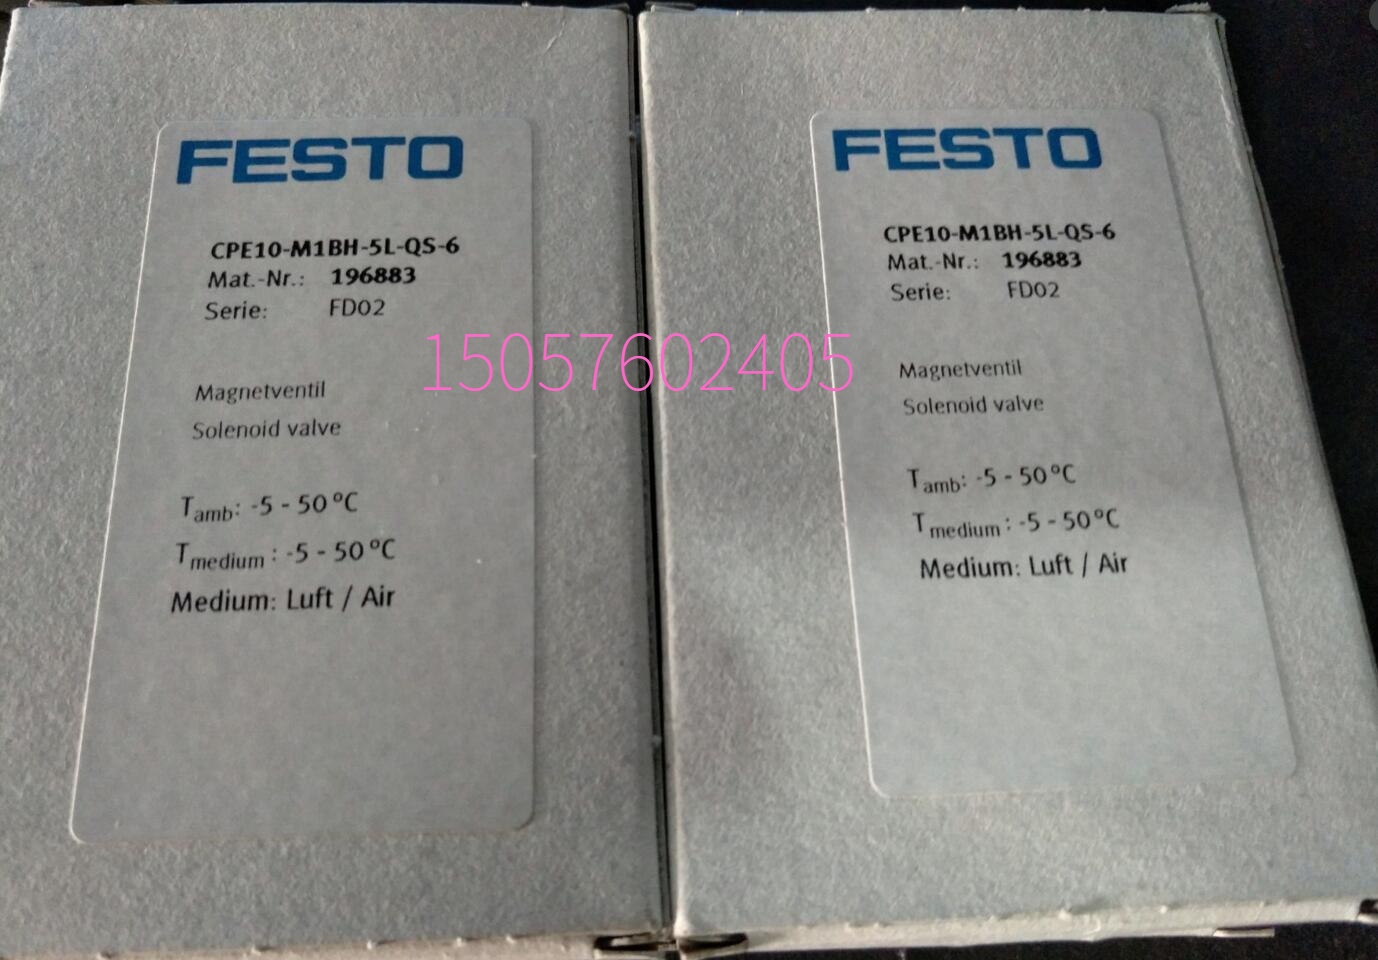 FESTO
CPE10-M1BH-5L-QS-6
Mat.-Nr.: 196883
Serie: FD02
Magnetventil
Solenoid valve
Tamb: -5 - 50°C
Tmedium: -5 - 50°C
Medium: Luft / Air
FESTO
CPE10-M1BH-5L-QS-6
Mat.-Nr.: 196883
Serie: FD02
Magnetventil
Solenoid valve
Tamb: -5 - 50°C
Tmedium: -5 - 50°C
Medium: Luft / Air
15057602405